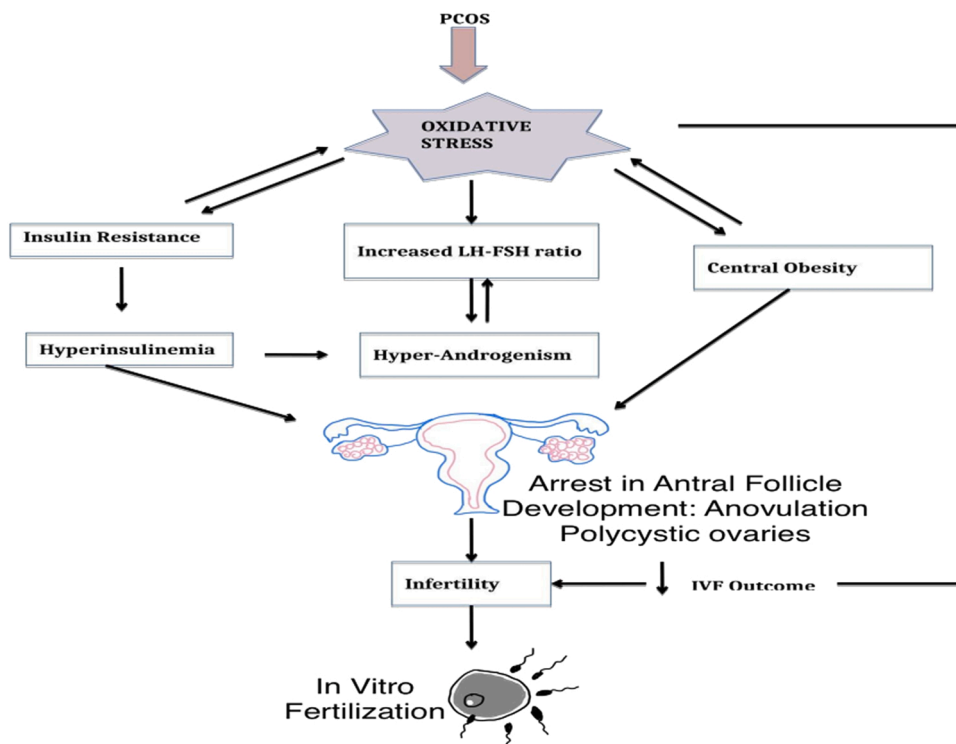 PCOS
OXIDATIVE
STRESS
Insulin Resistance
Increased LH-FSH ratio
Central Obesity
Hyperinsulinemia
Hyper-Androgenism
Arrest in Antral Follicle
Development: Anovulation
Polycystic ovaries
Infertility
IVF Outcome
In Vitro
Fertilization